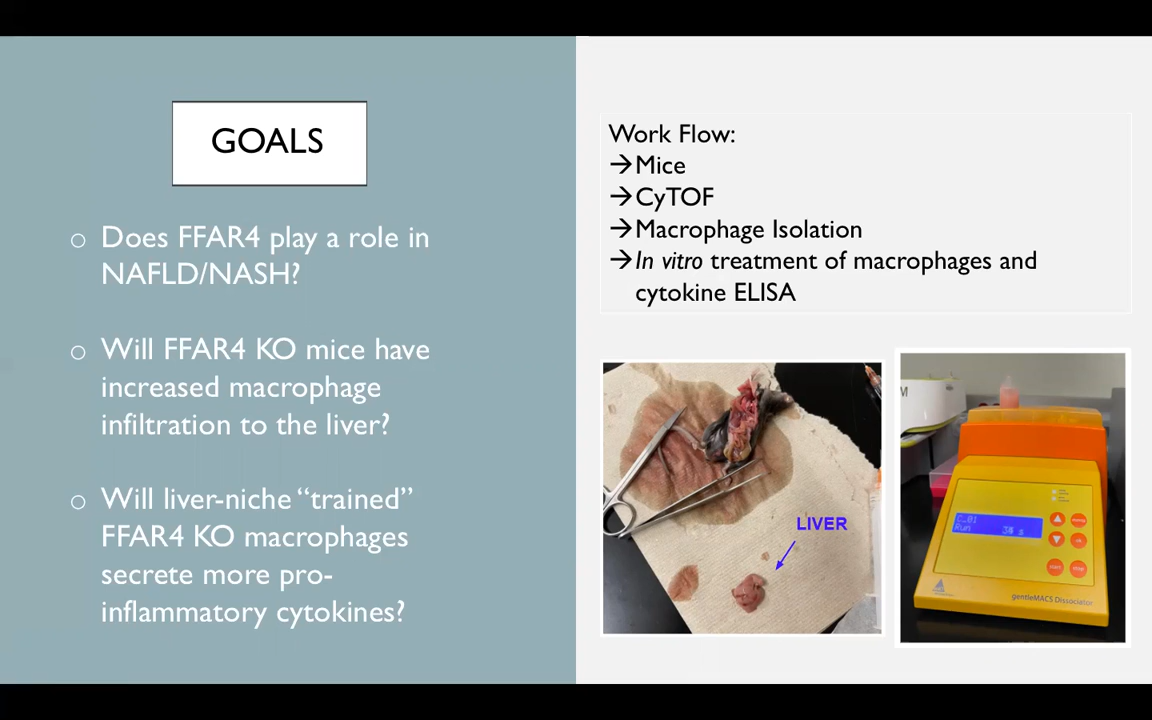 GOALS
o Does FFAR4 play a role in
NAFLD/NASH?
o Will FFAR4 KO mice have
increased macrophage
infiltration to the liver?
o Will liver-niche “trained”
FFAR4 KO macrophages
secrete more pro-
inflammatory cytokines?
Work Flow:
→Mice
→CyTOF
→Macrophage Isolation
→In vitro treatment of macrophages and
cytokine ELISA
LIVER
M
Run
gentleMACS Dissociator